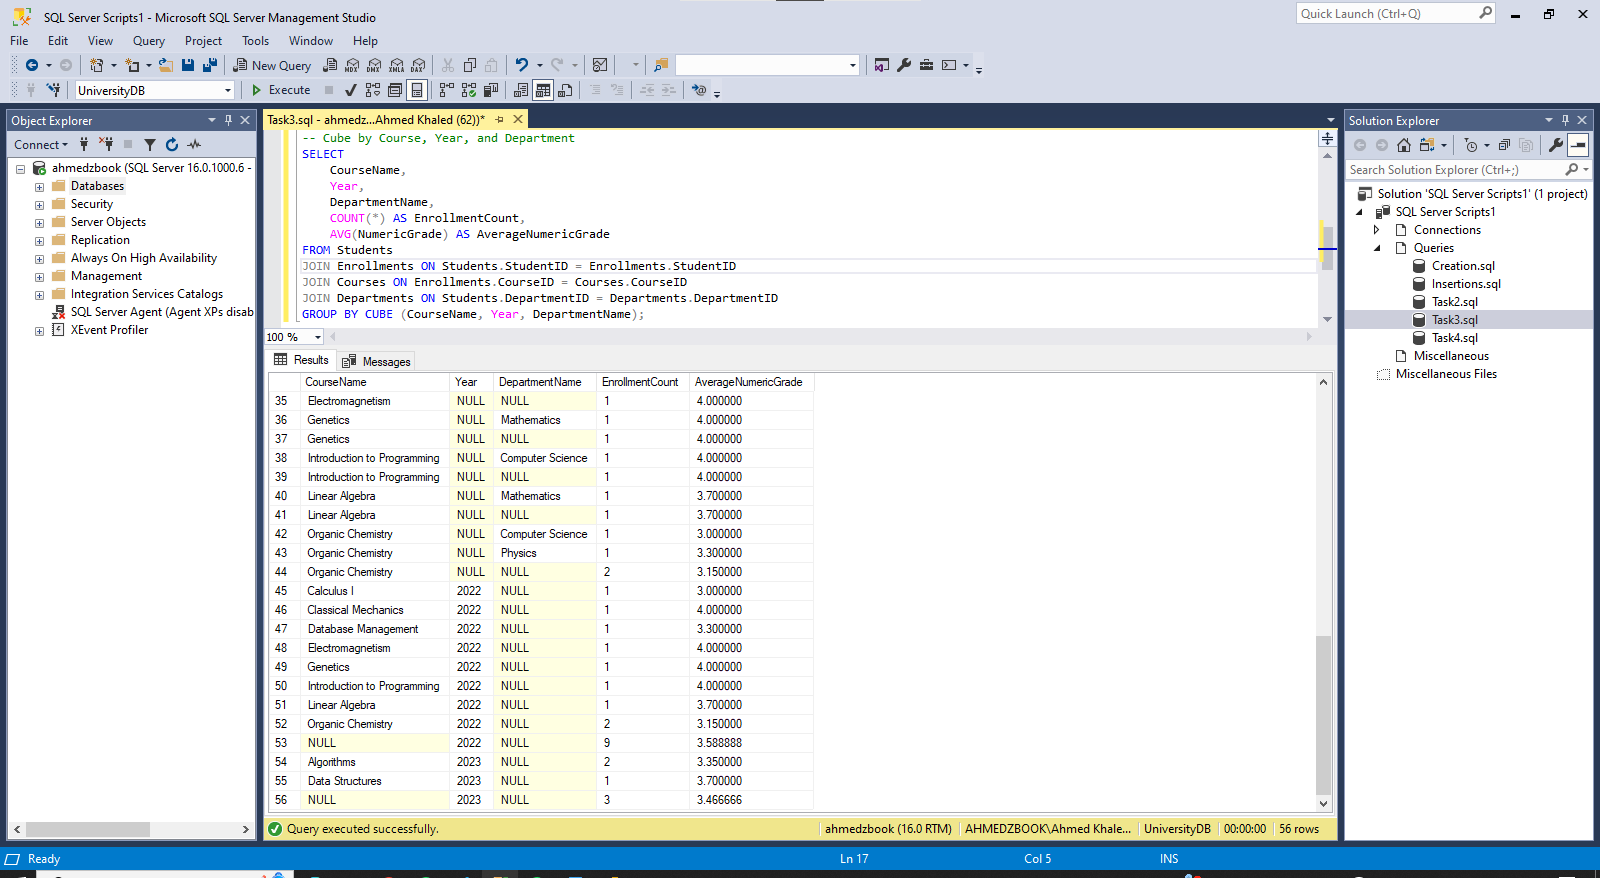 SQL Server Scripts1 - Microsoft SQL Server Management Studio
Quick Launch (Ctrl+Q)
File Edit View Query Project Tools Window Help
New Query MDX DMX XMLA DAX
UniversityDB Execute
Object Explorer
Connect
ahmedzbook (SQL Server 16.0.1000.6 -
Databases
Security
Server Objects
Replication
Always On High Availability
Management
Integration Services Catalogs
SQL Server Agent (Agent XPs disab
XEvent Profiler
Task3.sql - ahmedz...Ahmed Khaled (62))*
-- Cube by Course, Year, and Department
SELECT
CourseName,
Year,
DepartmentName,
COUNT(*) AS EnrollmentCount,
AVG(NumericGrade) AS AverageNumericGrade
FROM Students
JOIN Enrollments ON Students.StudentID = Enrollments.StudentID
JOIN Courses ON Enrollments.CourseID = Courses.CourseID
JOIN Departments ON Students.DepartmentID = Departments.DepartmentID
GROUP BY CUBE (CourseName, Year, DepartmentName);
100 %
Results Messages
CourseName Year DepartmentName EnrollmentCount AverageNumericGrade
35 Electromagnetism NULL NULL 1 4.000000
36 Genetics NULL Mathematics 1 4.000000
37 Genetics NULL NULL 1 4.000000
38 Introduction to Programming NULL Computer Science 1 4.000000
39 Introduction to Programming NULL NULL 1 4.000000
40 Linear Algebra NULL Mathematics 1 3.700000
41 Linear Algebra NULL NULL 1 3.700000
42 Organic Chemistry NULL Computer Science 1 3.000000
43 Organic Chemistry NULL Physics 1 3.300000
44 Organic Chemistry NULL NULL 2 3.150000
45 Calculus I 2022 NULL 1 3.000000
46 Classical Mechanics 2022 NULL 1 4.000000
47 Database Management 2022 NULL 1 3.300000
48 Electromagnetism 2022 NULL 1 4.000000
49 Genetics 2022 NULL 1 4.000000
50 Introduction to Programming 2022 NULL 1 4.000000
51 Linear Algebra 2022 NULL 1 3.700000
52 Organic Chemistry 2022 NULL 2 3.150000
53 NULL 2022 NULL 9 3.588888
54 Algorithms 2023 NULL 2 3.350000
55 Data Structures 2023 NULL 1 3.700000
56 NULL 2023 NULL 3 3.466666
Query executed successfully. ahmedzbook (16.0 RTM) AHMEDZBOOK\Ahmed Khale... UniversityDB 00:00:00 56 rows
Solution Explorer
Search Solution Explorer (Ctrl+;)
Solution 'SQL Server Scripts1' (1 project)
SQL Server Scripts1
Connections
Queries
Creation.sql
Insertions.sql
Task2.sql
Task3.sql
Task4.sql
Miscellaneous
Miscellaneous Files
Ready Ln 17 Col 5 INS